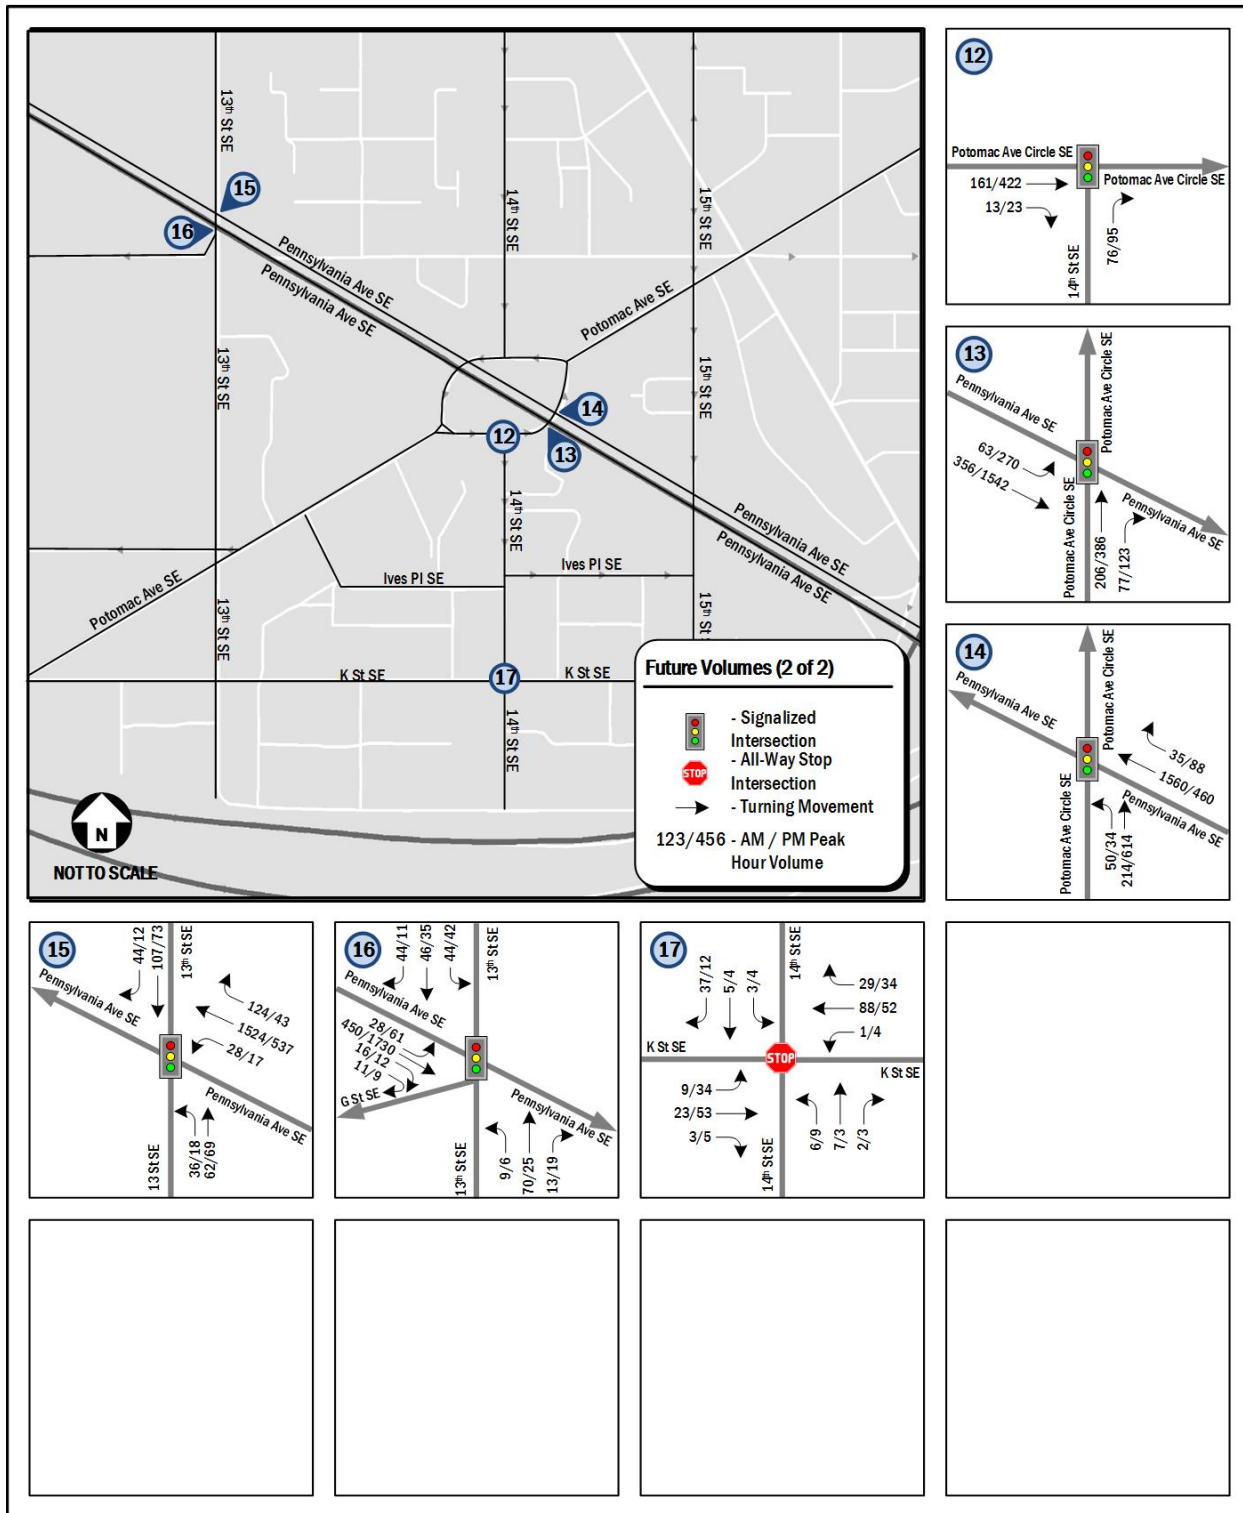 13th St SE
14th St SE
15th St SE
15
16
Pennsylvania Ave SE
Pennsylvania Ave SE
Potomac Ave SE
13th St SE
15th St SE
14
12
13
14th St SE
Pennsylvania Ave SE
Pennsylvania Ave SE
Ives Pl SE
Ives Pl SE
Potomac Ave SE
13th St SE
15th St SE
K St SE
17
K St SE
14th St SE
N
NOT TO SCALE
Future Volumes (2 of 2)
- Signalized
Intersection
STOP
- All-Way Stop
Intersection
- Turning Movement
123/456 - AM / PM Peak
Hour Volume
12
Potomac Ave Circle SE
Potomac Ave Circle SE
161/422
13/23
76/95
14th St SE
13
Pennsylvania Ave SE
Potomac Ave Circle SE
63/270
356/1542
Potomac Ave Circle SE
206/386
77/123
Pennsylvania Ave SE
14
Pennsylvania Ave SE
Potomac Ave Circle SE
35/88
1560/460
Pennsylvania Ave SE
Potomac Ave Circle SE
50/34
214/614
15
44/12
107/73
13th St SE
Pennsylvania Ave SE
124/43
1524/537
28/17
Pennsylvania Ave SE
13 St SE
36/18
62/69
16
44/11
46/35
44/42
13th St SE
Pennsylvania Ave SE
28/61
450/1730
16/12
11/9
G St SE
Pennsylvania Ave SE
13th St SE
9/6
70/25
13/19
17
37/12
5/4
3/4
14th St SE
29/34
88/52
1/4
K St SE
STOP
K St SE
9/34
23/53
3/5
14th St SE
6/9
7/3
2/3